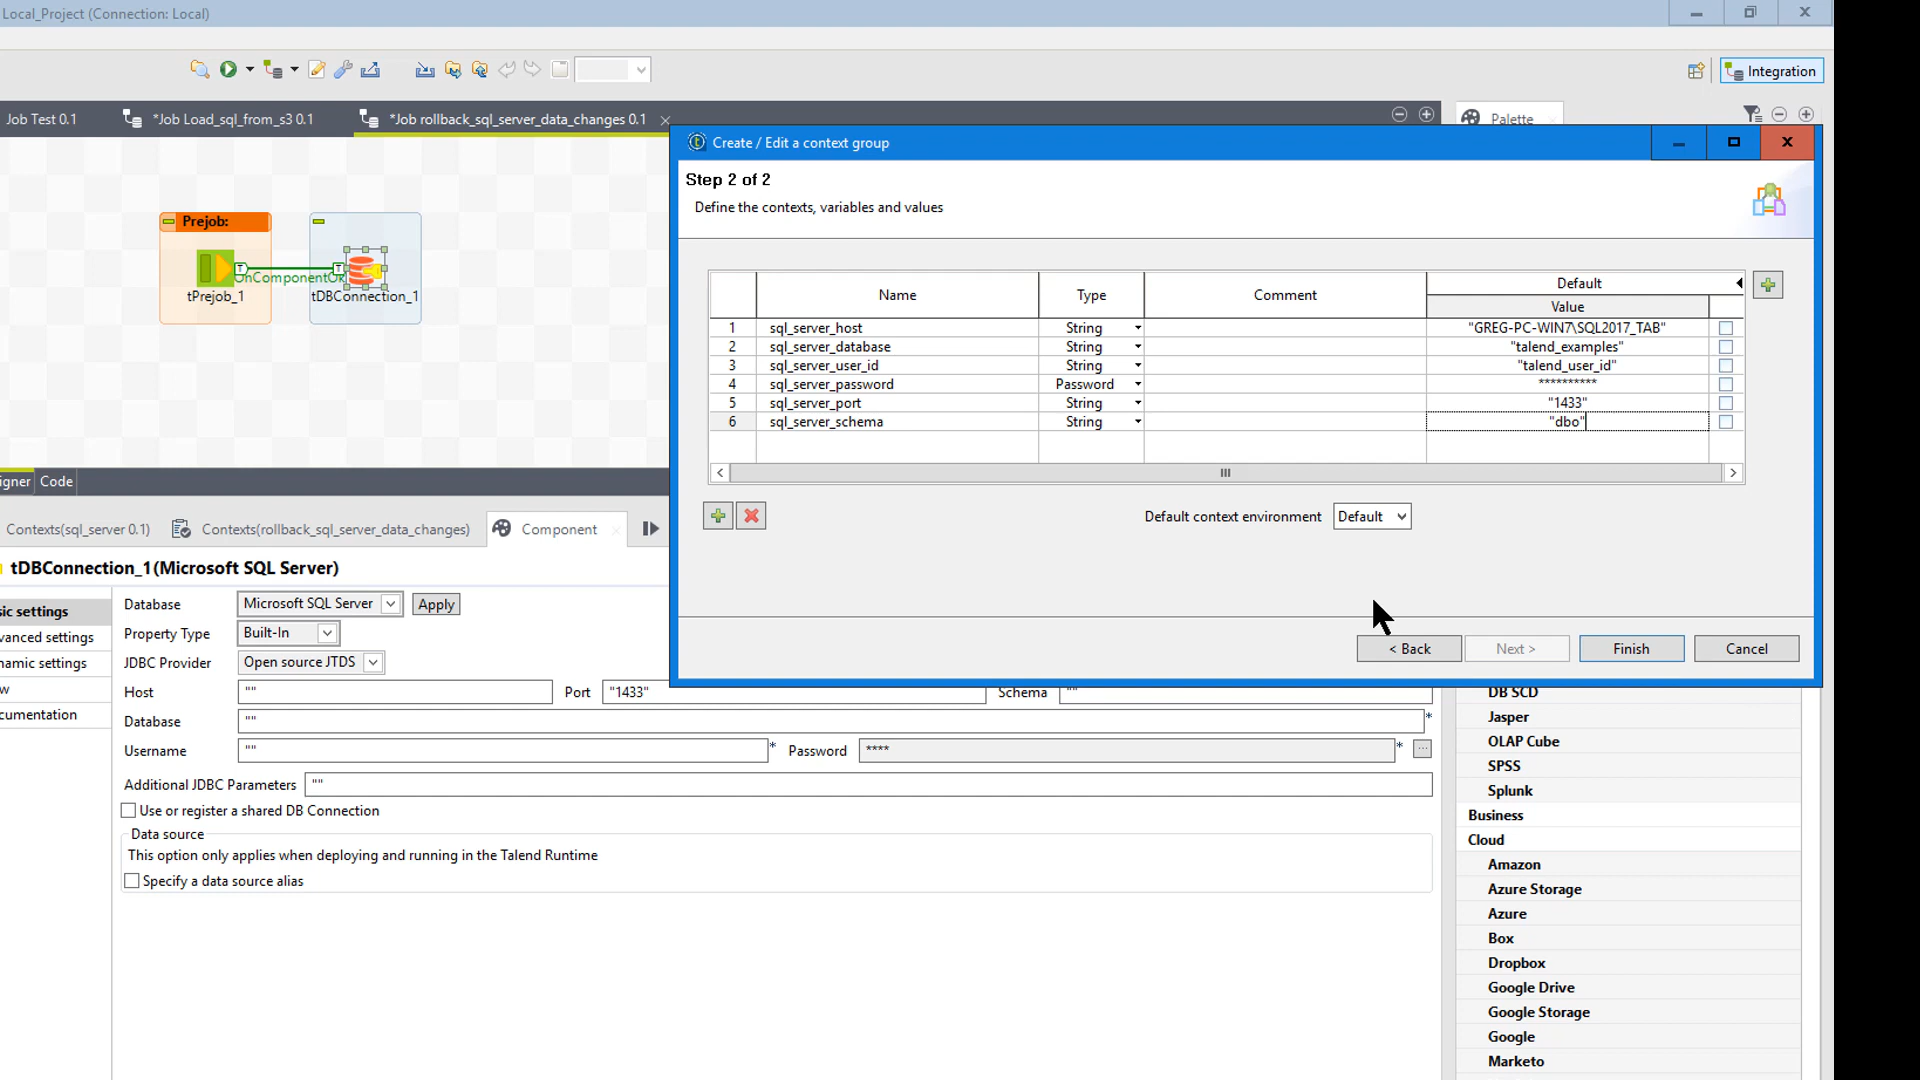 Local_Project (Connection: Local)
Integration
Job Test 0.1
*Job Load_sql_from_s3 0.1
*Job rollback_sql_server_data_changes 0.1
Palette
Create / Edit a context group
Step 2 of 2
Define the contexts, variables and values
Name Type Comment Default
Value
1 sql_server_host String "GREG-PC-WIN7\SQL2017_TAB"
2 sql_server_database String "talend_examples"
3 sql_server_user_id String "talend_user_id"
4 sql_server_password Password **********
5 sql_server_port String "1433"
6 sql_server_schema String "dbo"
Default context environment Default
< Back Next > Finish Cancel
Prejob:
OnComponentOk
tPrejob_1 tDBConnection_1
igner Code
Contexts(sql_server 0.1) Contexts(rollback_sql_server_data_changes) Component
tDBConnection_1(Microsoft SQL Server)
sic settings
vanced settings
namic settings
w
cumentation
Database Microsoft SQL Server Apply
Property Type Built-In
JDBC Provider Open source JTDS
Host "" Port "1433" Schema ""
Database "" *
Username "" * Password **** *
Additional JDBC Parameters ""
Use or register a shared DB Connection
Data source
This option only applies when deploying and running in the Talend Runtime
Specify a data source alias
DB SCD
Jasper
OLAP Cube
SPSS
Splunk
Business
Cloud
Amazon
Azure Storage
Azure
Box
Dropbox
Google Drive
Google Storage
Google
Marketo